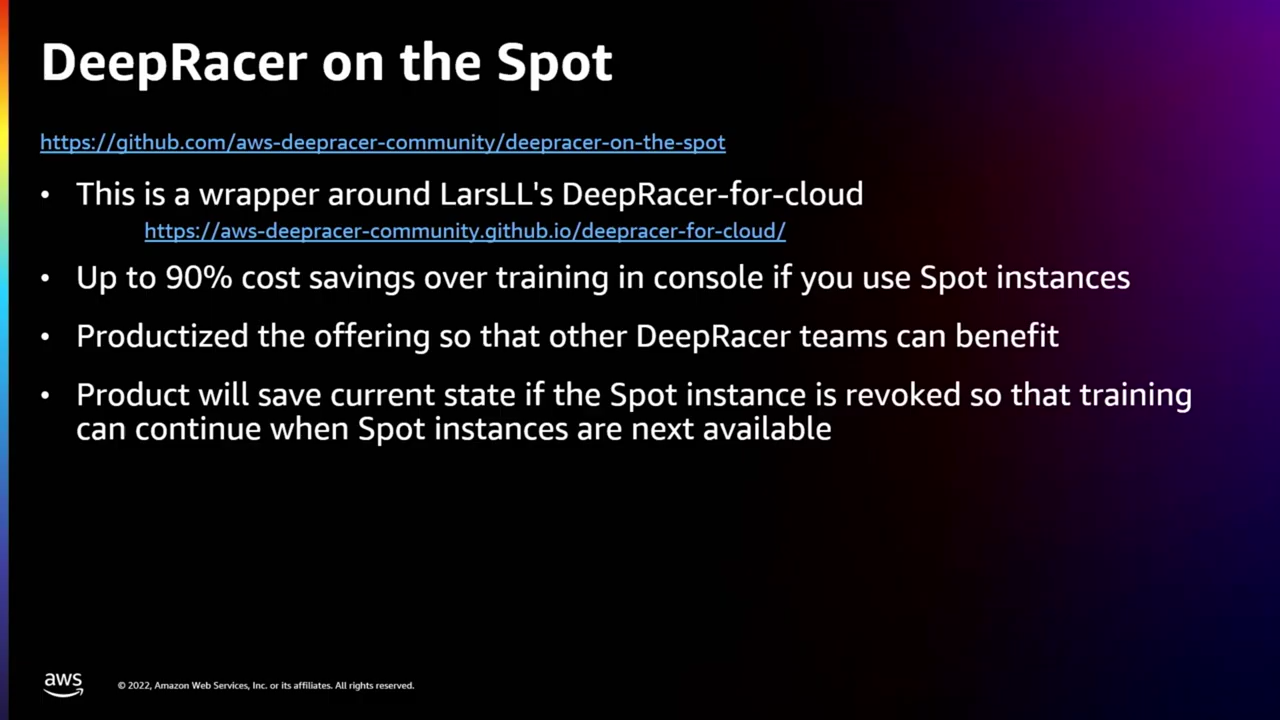 DeepRacer on the Spot
https://github.com/aws-deepracer-community/deepracer-on-the-spot
• This is a wrapper around LarsLL's DeepRacer-for-cloud
https://aws-deepracer-community.github.io/deepracer-for-cloud/
• Up to 90% cost savings over training in console if you use Spot instances
• Productized the offering so that other DeepRacer teams can benefit
• Product will save current state if the Spot instance is revoked so that training
can continue when Spot instances are next available
aws
© 2022, Amazon Web Services, Inc. or its affiliates. All rights reserved.